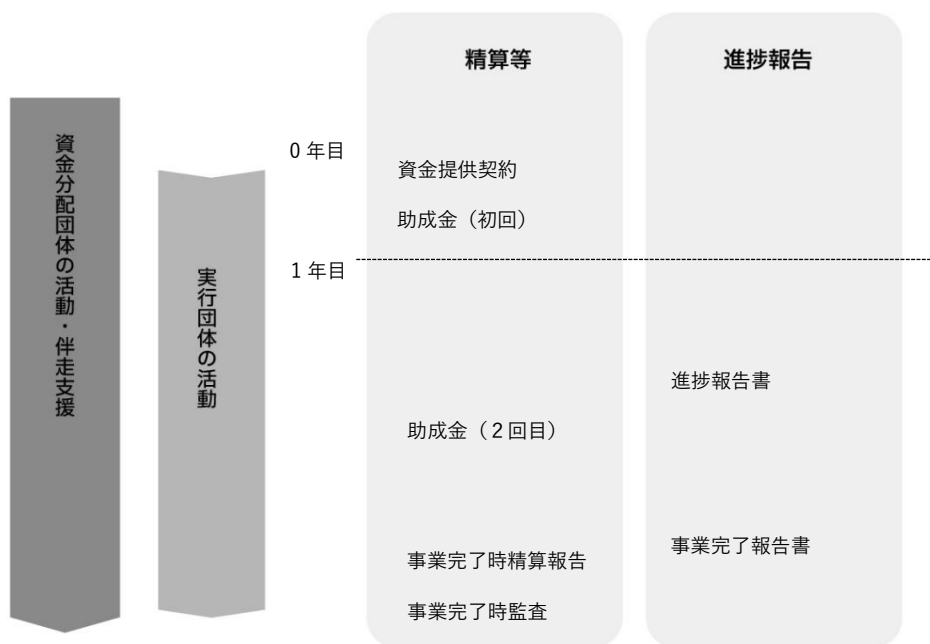 精算等
進捗報告
資金分配団体の活動・伴走支援
実行団体の活動
0年目
資金提供契約
助成金(初回)
1年目
進捗報告書
助成金(2回目)
事業完了報告書
事業完了時精算報告
事業完了時監査